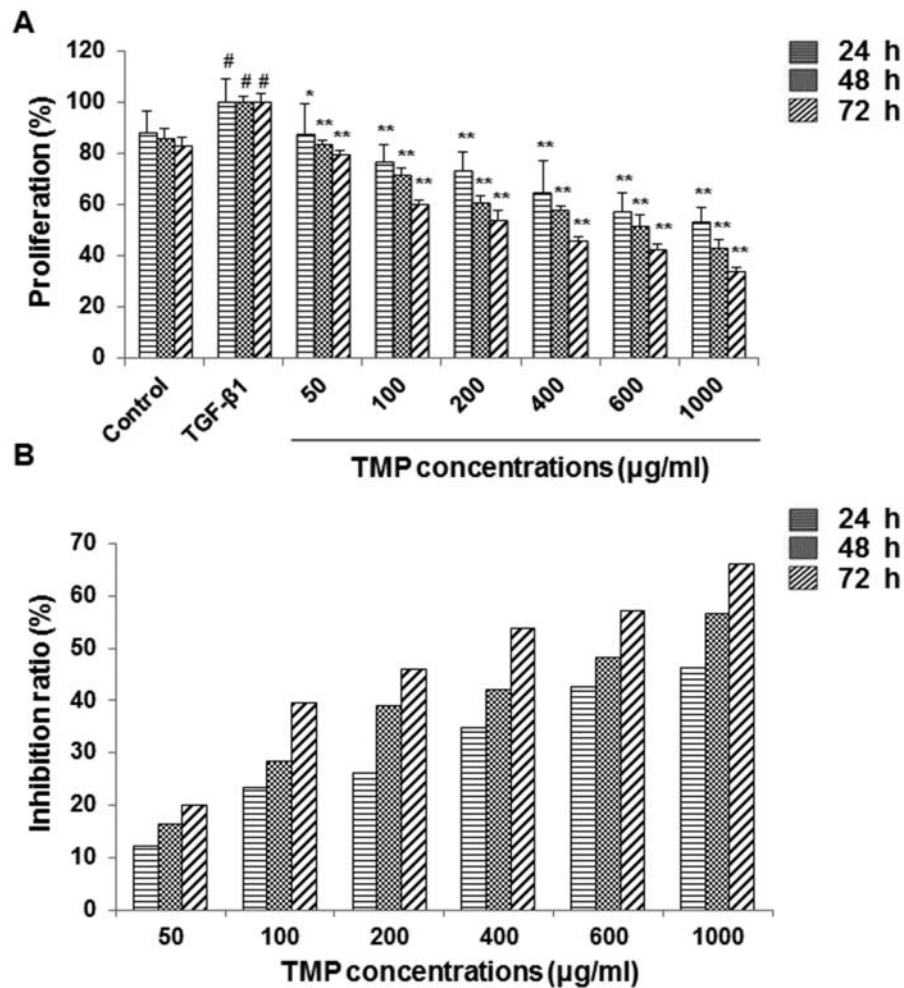 A
Proliferation (%)
120
100
80
60
40
20
0
# # #
* ** **
** ** **
** ** **
** ** **
** ** **
** ** **
24 h
48 h
72 h
Control
TGF-β1
50
100
200
400
600
1000
TMP concentrations (μg/ml)
B
Inhibition ratio (%)
70
60
50
40
30
20
10
0
24 h
48 h
72 h
50 100 200 400 600 1000
TMP concentrations (μg/ml)